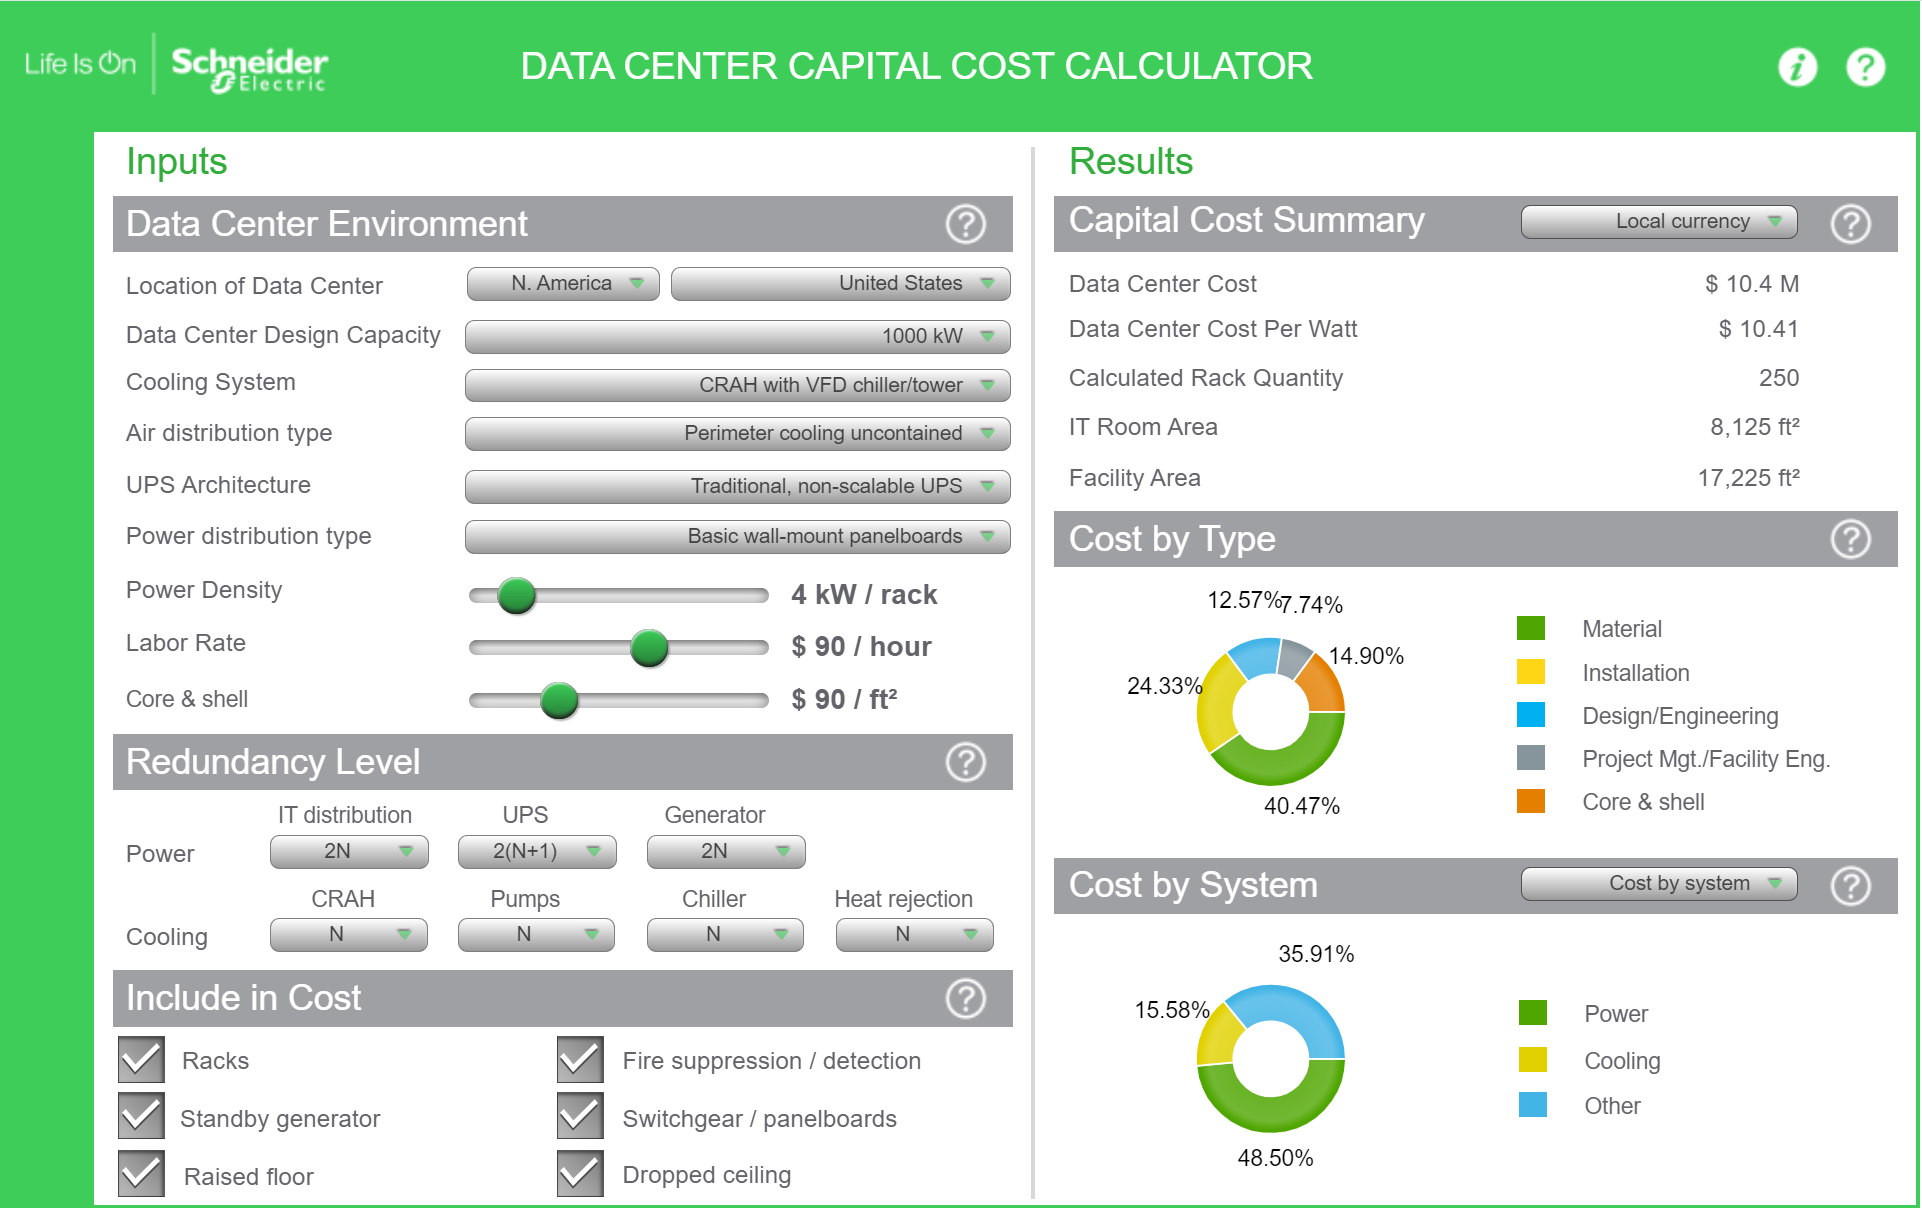 Life Is On
Schneider
Electric
DATA CENTER CAPITAL COST CALCULATOR
i
?
Inputs
Data Center Environment
?
Location of Data Center
N. America
United States
Data Center Design Capacity
1000 kW
Cooling System
CRAH with VFD chiller/tower
Air distribution type
Perimeter cooling uncontained
UPS Architecture
Traditional, non-scalable UPS
Power distribution type
Basic wall-mount panelboards
Power Density
4 kW / rack
Labor Rate
$ 90 / hour
Core & shell
$ 90 / ft²
Redundancy Level
?
IT distribution
UPS
Generator
Power
2N
2(N+1)
2N
CRAH
Pumps
Chiller
Heat rejection
Cooling
N
N
N
N
Include in Cost
?
Racks
Fire suppression / detection
Standby generator
Switchgear / panelboards
Raised floor
Dropped ceiling
Results
Capital Cost Summary
Local currency
?
Data Center Cost
$ 10.4 M
Data Center Cost Per Watt
$ 10.41
Calculated Rack Quantity
250
IT Room Area
8,125 ft²
Facility Area
17,225 ft²
Cost by Type
?
12.57%
7.74%
14.90%
24.33%
40.47%
Material
Installation
Design/Engineering
Project Mgt./Facility Eng.
Core & shell
Cost by System
Cost by system
?
35.91%
15.58%
48.50%
Power
Cooling
Other